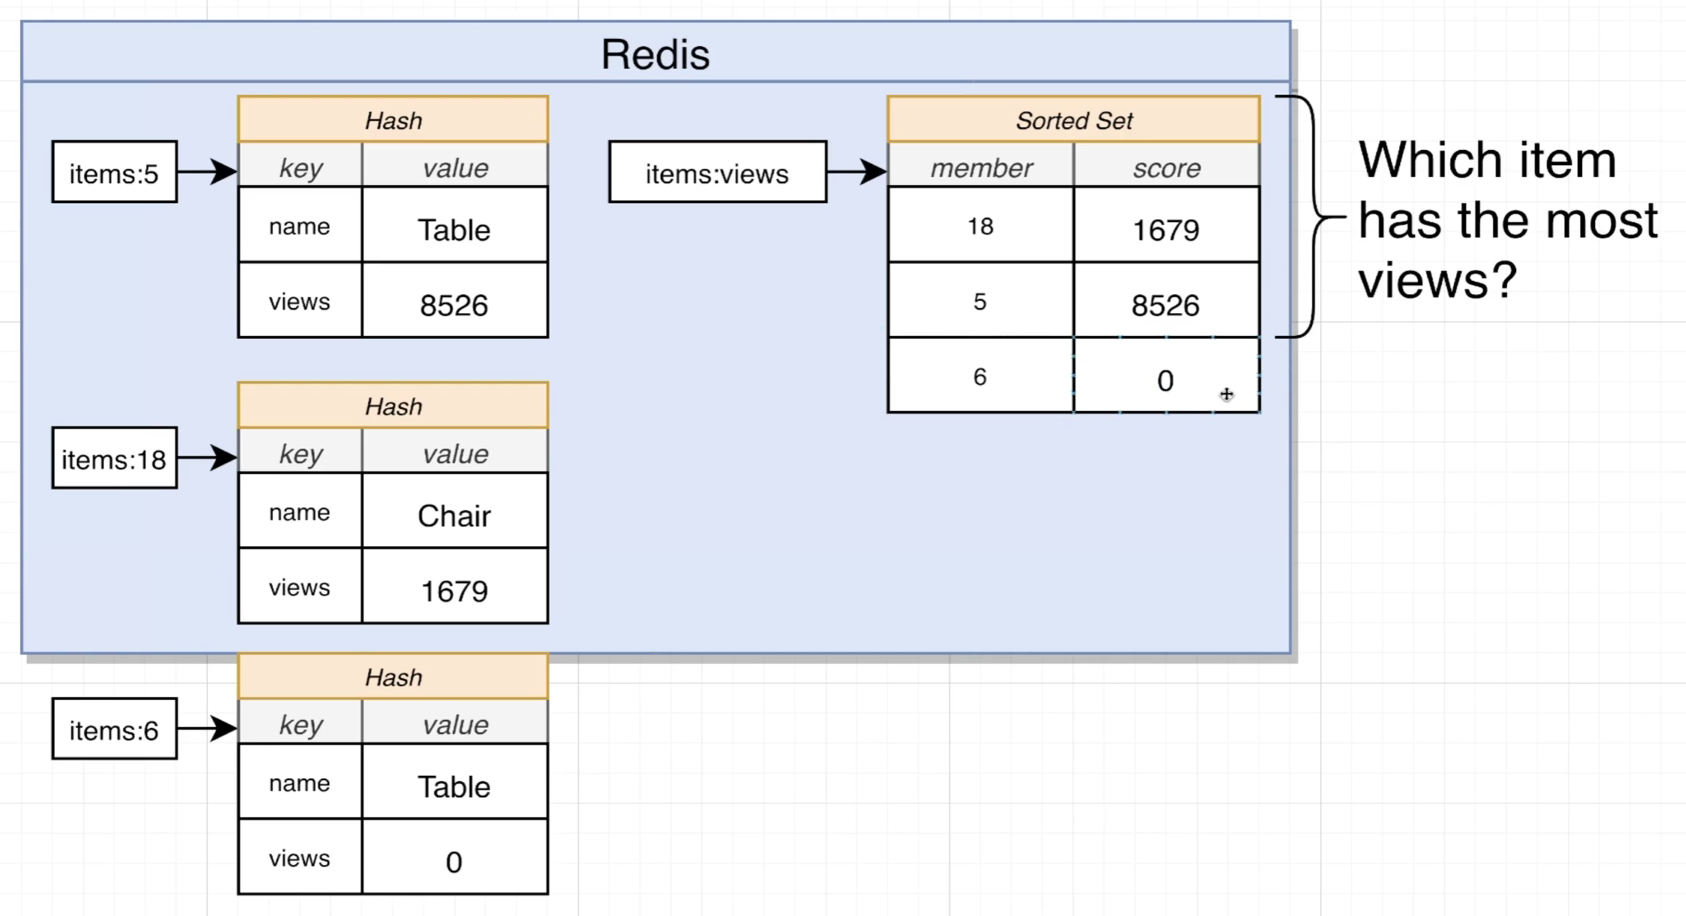 Redis
items:5
Hash
key value
name Table
views 8526
items:views
Sorted Set
member score
18 1679
5 8526
6 0
Which item
has the most
views?
items:18
Hash
key value
name Chair
views 1679
items:6
Hash
key value
name Table
views 0